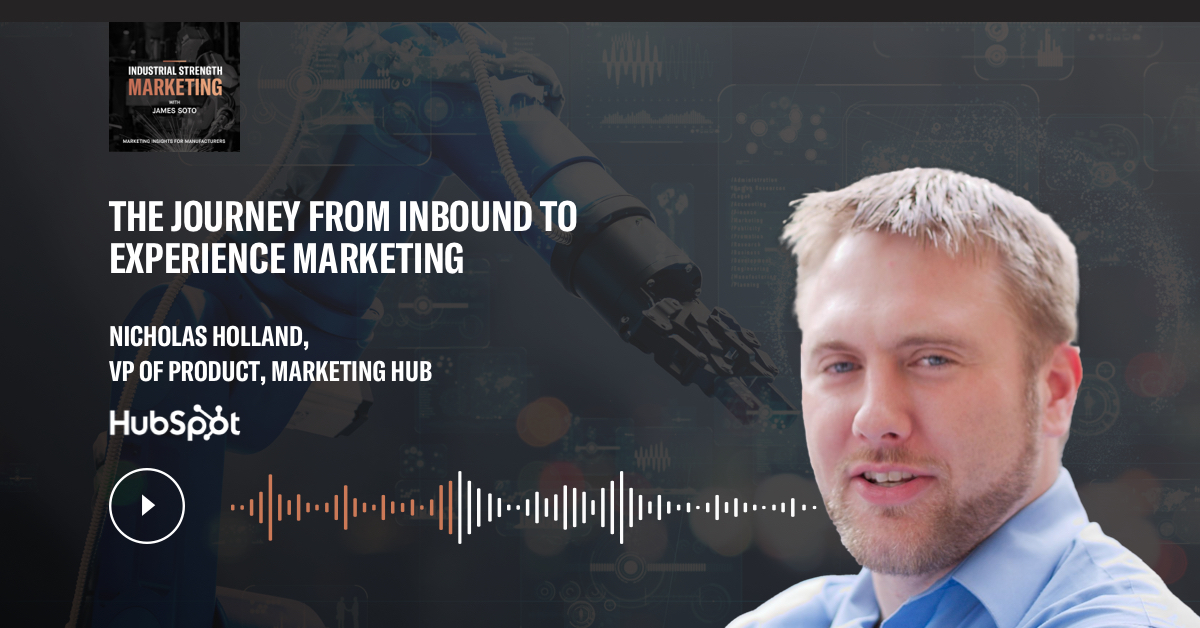 INDUSTRIAL STRENGTH
MARKETING
WITH
JAMES SOTO
MARKETING INSIGHTS FOR MANUFACTURERS
THE JOURNEY FROM INBOUND TO
EXPERIENCE MARKETING
NICHOLAS HOLLAND,
VP OF PRODUCT, MARKETING HUB
HubSpot